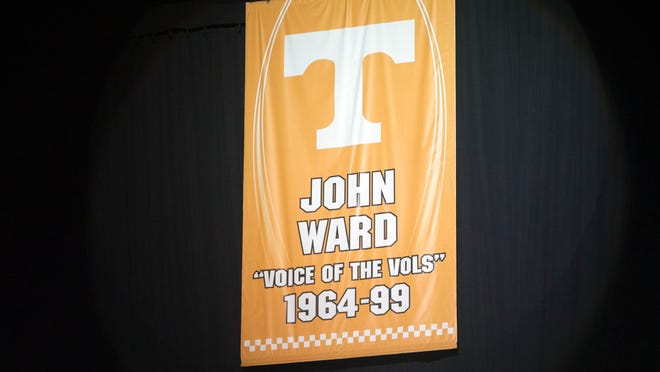 T
JOHN
WARD
“VOICE OF THE VOLS”
1964-99